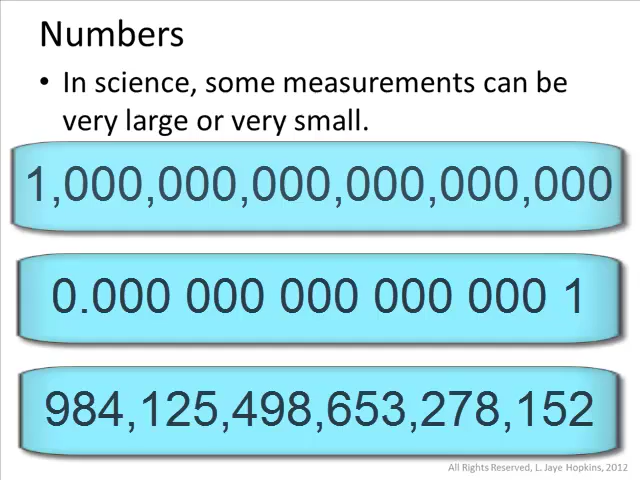 Numbers
• In science, some measurements can be
very large or very small.
1,000,000,000,000,000,000
0.000 000 000 000 000 1
984,125,498,653,278,152
All Rights Reserved, L. Jaye Hopkins, 2012